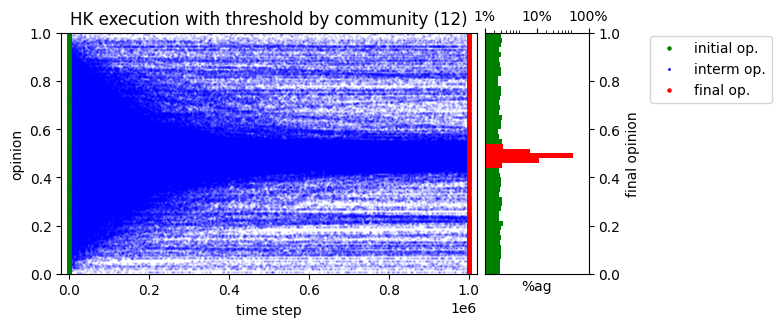 HK execution with threshold by community (12)
1% 10% 100%
initial op.
interm op.
final op.
1.0 1.0
0.8 0.8
0.6 0.6
0.4 0.4
0.2 0.2
0.0 0.0
opinion
final opinion
0.0 0.2 0.4 0.6 0.8 1.0
%ag
time step
1e6